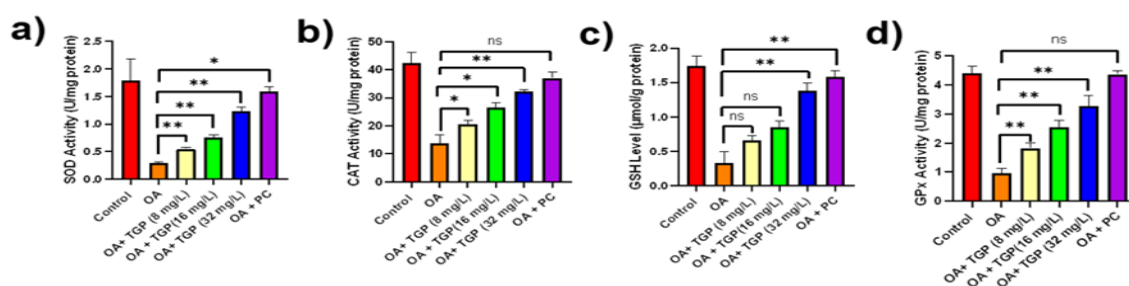 a)
SOD Activity (U/mg protein)
2.5
2.0
1.5
1.0
0.5
0.0
*
**
**
**
Control
OA
OA+ TGP (8 mg/L)
OA + TGP(16 mg/L)
OA+ TGP (32 mg/L)
OA + PC
b)
CAT Activity (U/mg protein)
50
40
30
20
10
0
ns
**
*
*
Control
OA
OA+ TGP (8 mg/L)
OA + TGP(16 mg/L)
OA+ TGP (32 mg/L)
OA + PC
c)
GSH Level (μmol/g protein)
2.0
1.5
1.0
0.5
0.0
**
**
ns
ns
Control
OA
OA+ TGP (8 mg/L)
OA + TGP(16 mg/L)
OA+ TGP (32 mg/L)
OA + PC
d)
GPx Activity (U/mg protein)
5
4
3
2
1
0
ns
**
**
**
Control
OA
OA+ TGP (8 mg/L)
OA + TGP(16 mg/L)
OA+ TGP (32 mg/L)
OA + PC